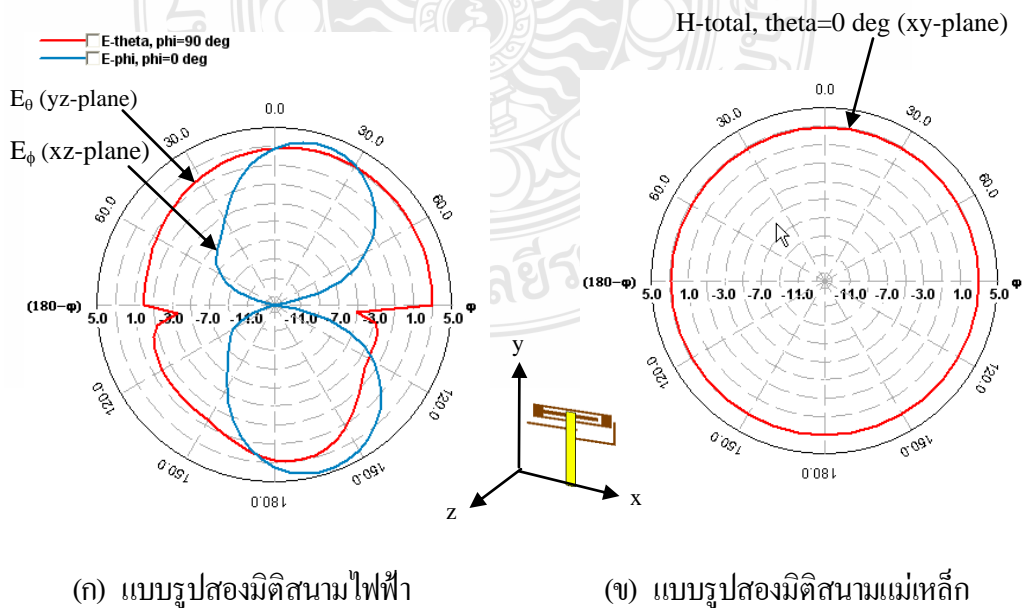 H-total, theta=0 deg (xy-plane)
E-theta, phi=90 deg
E-phi, phi=0 deg
Eθ (yz-plane)
Eϕ (xz-plane)
0.0
30.0
30.0
60.0
60.0
(180-φ)
φ
5.0 1.0 -3.0 -7.0 -11.0 -11.0 -7.0 -3.0 1.0 5.0
120.0
120.0
150.0
150.0
180.0
0.0
30.0
30.0
60.0
60.0
(180-φ)
φ
5.0 1.0 -3.0 -7.0 -11.0 -11.0 -7.0 -3.0 1.0 5.0
120.0
120.0
150.0
150.0
180.0
y
x
z
(ก) แบบรูปสองมิติสนามไฟฟ้า
(ข) แบบรูปสองมิติสนามแม่เหล็ก